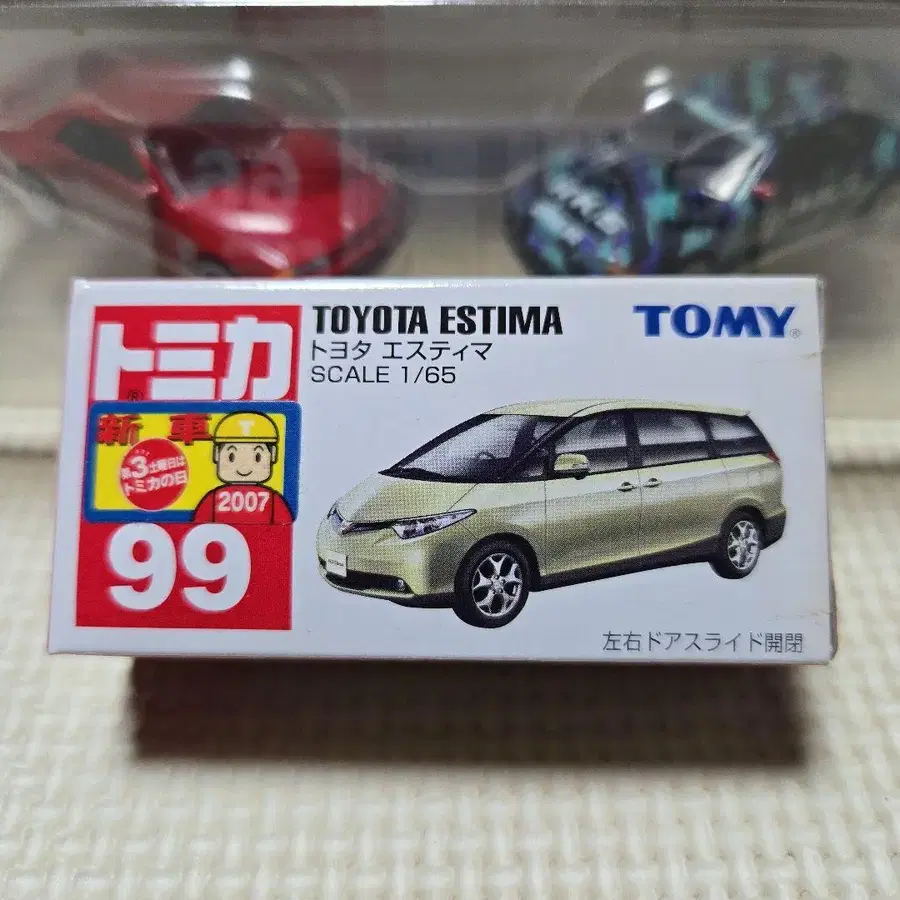 トミカ
®
新車
第3土曜日は
トミカの日
2007
99
TOYOTA ESTIMA
トヨタ エスティマ
SCALE 1/65
TOMY®
左右ドアスライド開閉